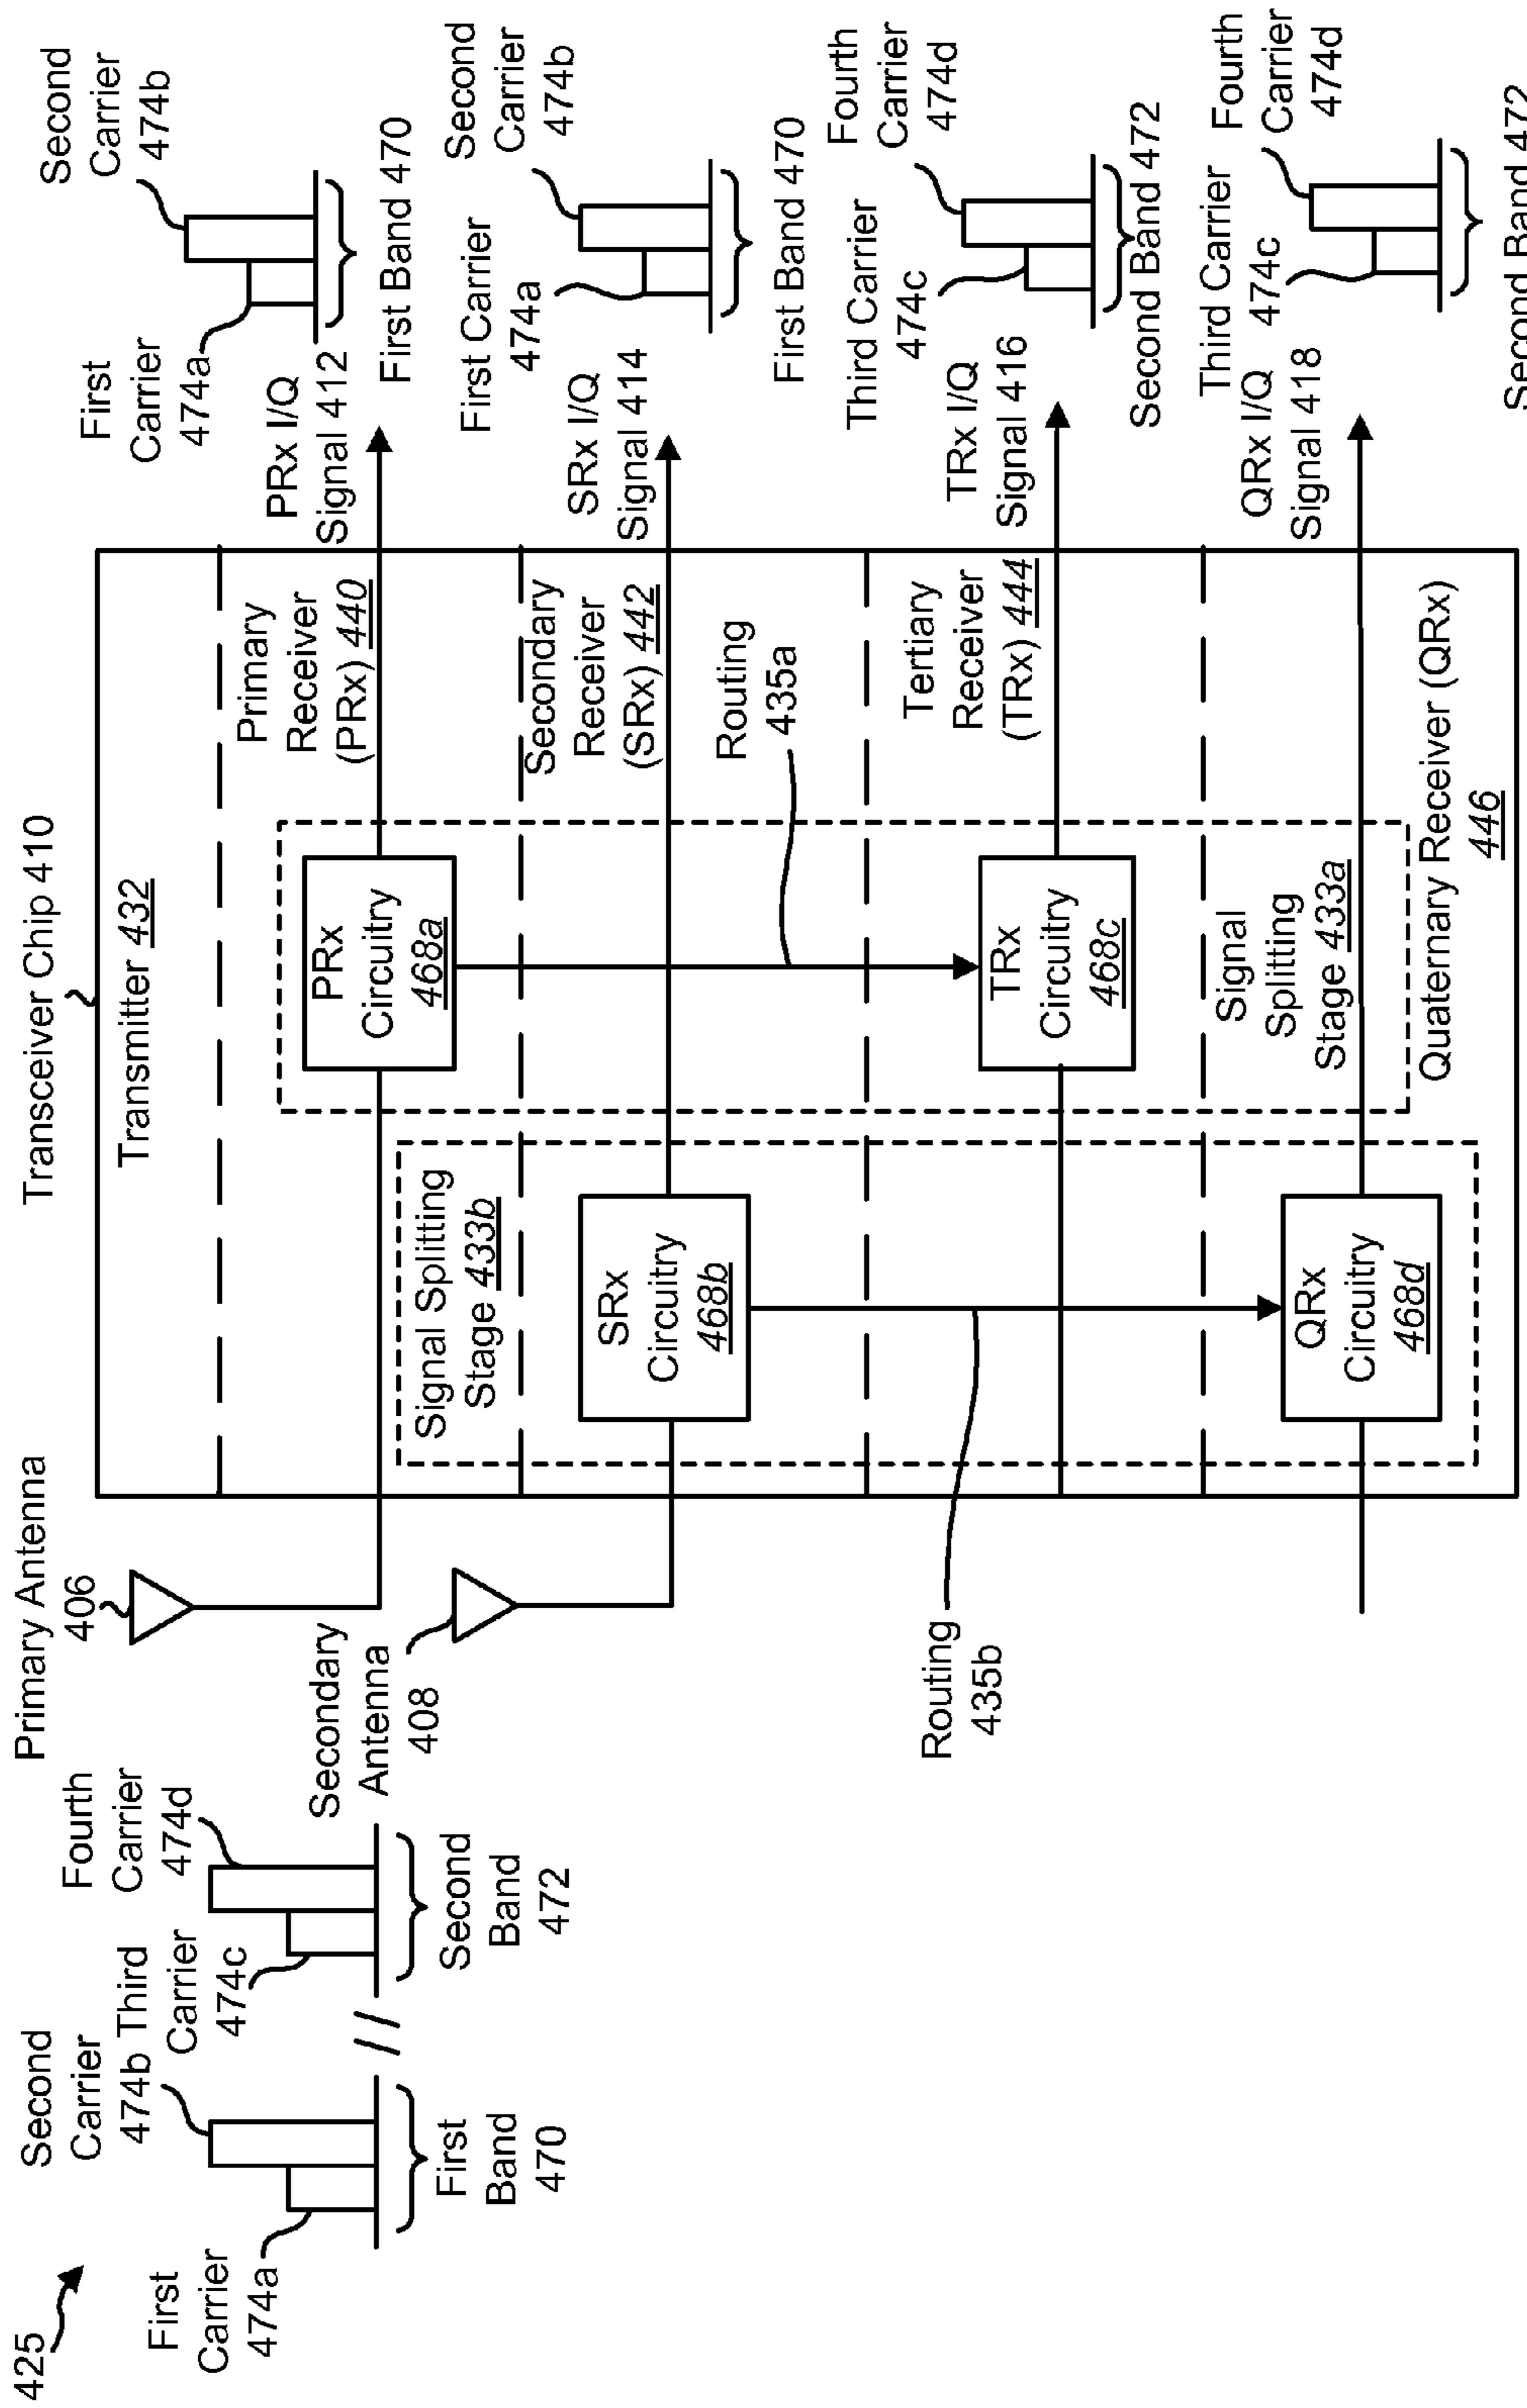 425
First
Carrier
474a
Second
Carrier
474b
First
Band
470
Third
Carrier
474c
Fourth
Carrier
474d
Second
Band
472
Primary Antenna
406
Secondary
Antenna
408
Routing
435b
Transceiver Chip 410
Transmitter 432
Primary
Receiver
(PRx) 440
PRx
Circuitry
468a
Signal Splitting
Stage 433b
Secondary
Receiver
(SRx) 442
SRx
Circuitry
468b
Routing
435a
Tertiary
Receiver
(TRx) 444
TRx
Circuitry
468c
Signal
Splitting
Stage 433a
QRx
Circuitry
468d
Quaternary Receiver (QRx)
446
PRx I/Q
Signal 412
First
Carrier
474a
Second
Carrier
474b
First Band 470
SRx I/Q
Signal 414
First Carrier
474a
Second
Carrier
474b
First Band 470
TRx I/Q
Signal 416
Third Carrier
474c
Fourth
Carrier
474d
Second Band 472
QRx I/Q
Signal 418
Third Carrier
474c
Fourth
Carrier
474d
Second Band 472